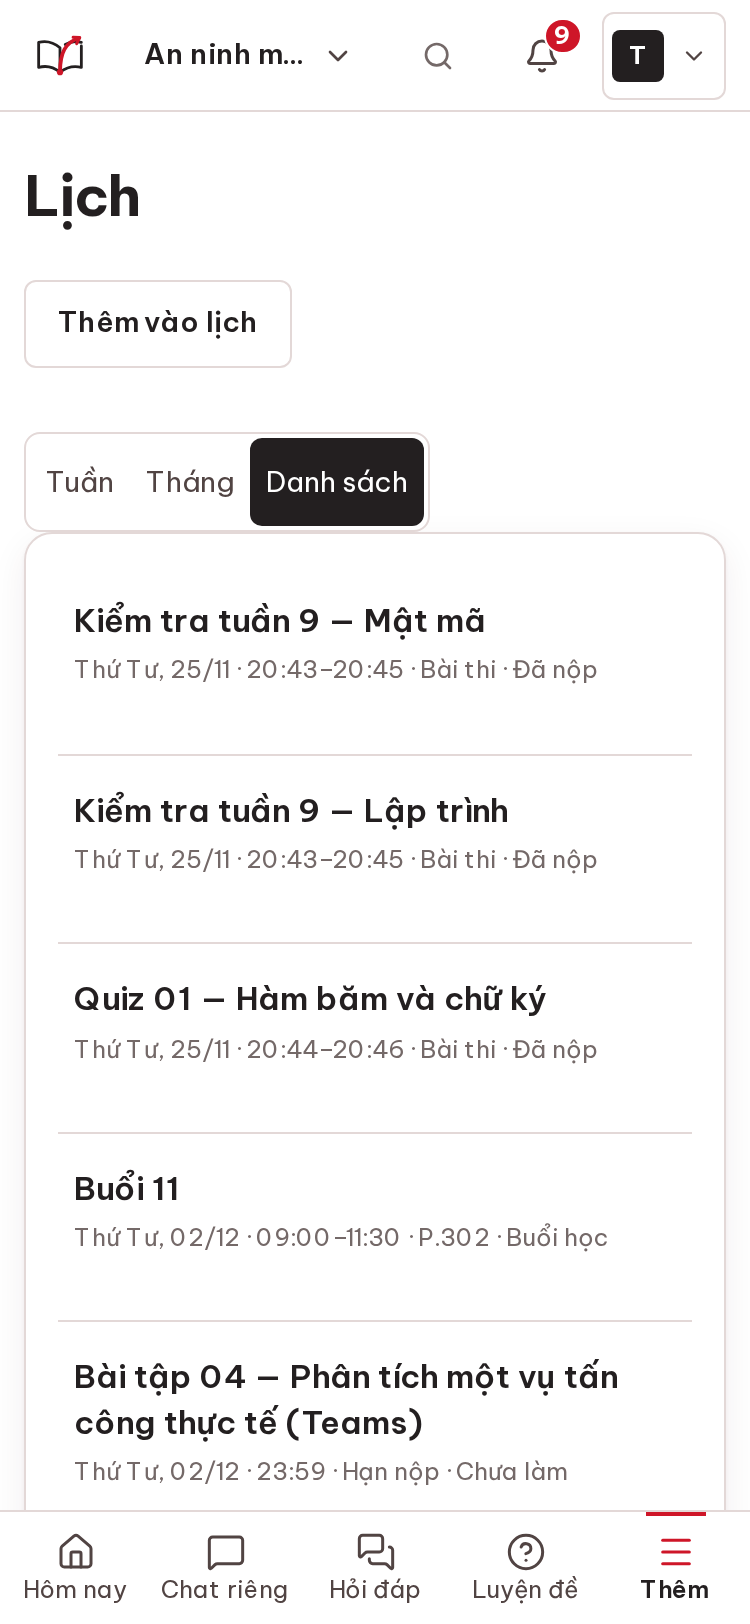 An ninh m...
9
T
Lịch
Thêm vào lịch
Tuần Tháng Danh sách
Kiểm tra tuần 9 — Mật mã
Thứ Tư, 25/11 · 20:43–20:45 · Bài thi · Đã nộp
Kiểm tra tuần 9 — Lập trình
Thứ Tư, 25/11 · 20:43–20:45 · Bài thi · Đã nộp
Quiz 01 — Hàm băm và chữ ký
Thứ Tư, 25/11 · 20:44–20:46 · Bài thi · Đã nộp
Buổi 11
Thứ Tư, 02/12 · 09:00–11:30 · P.302 · Buổi học
Bài tập 04 — Phân tích một vụ tấn
công thực tế (Teams)
Thứ Tư, 02/12 · 23:59 · Hạn nộp · Chưa làm
Hôm nay Chat riêng Hỏi đáp Luyện đề Thêm